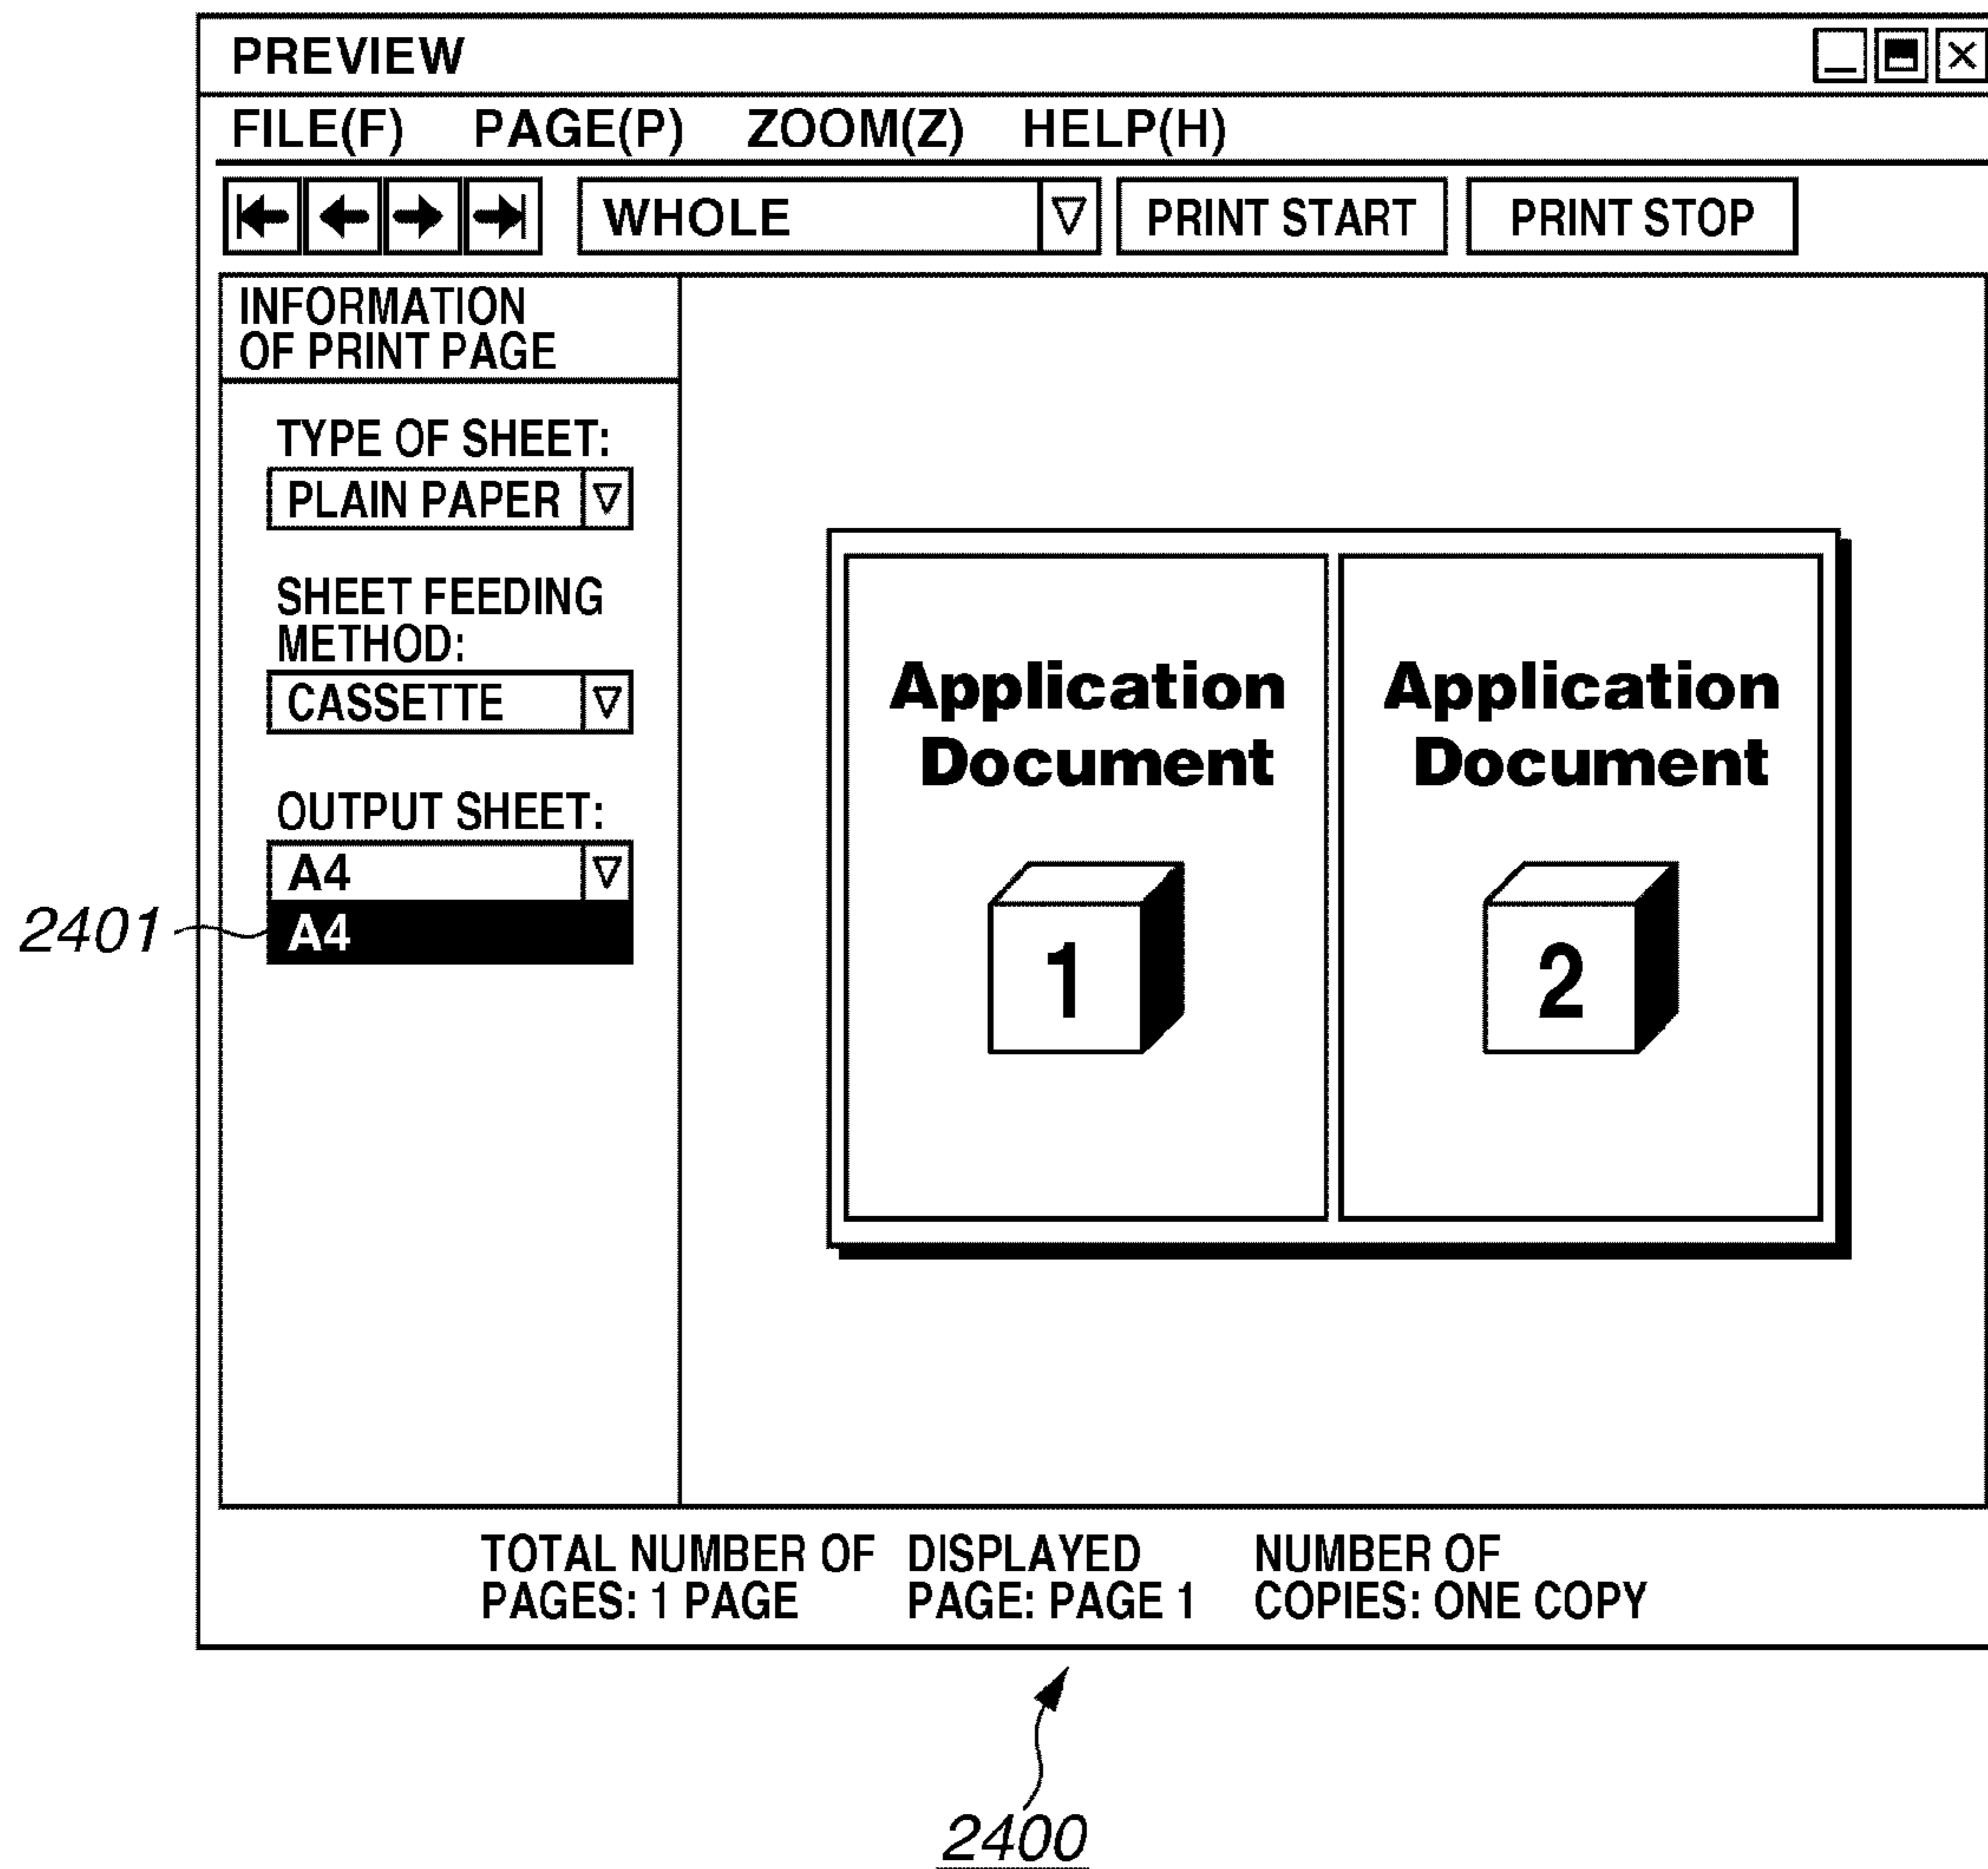 PREVIEW
FILE(F) PAGE(P) ZOOM(Z) HELP(H)
WHOLE PRINT START PRINT STOP
INFORMATION
OF PRINT PAGE
TYPE OF SHEET:
PLAIN PAPER
SHEET FEEDING
METHOD:
CASSETTE
OUTPUT SHEET:
A4
A4
2401
Application
Document
1
Application
Document
2
TOTAL NUMBER OF
PAGES: 1 PAGE
DISPLAYED
PAGE: PAGE 1
NUMBER OF
COPIES: ONE COPY
2400